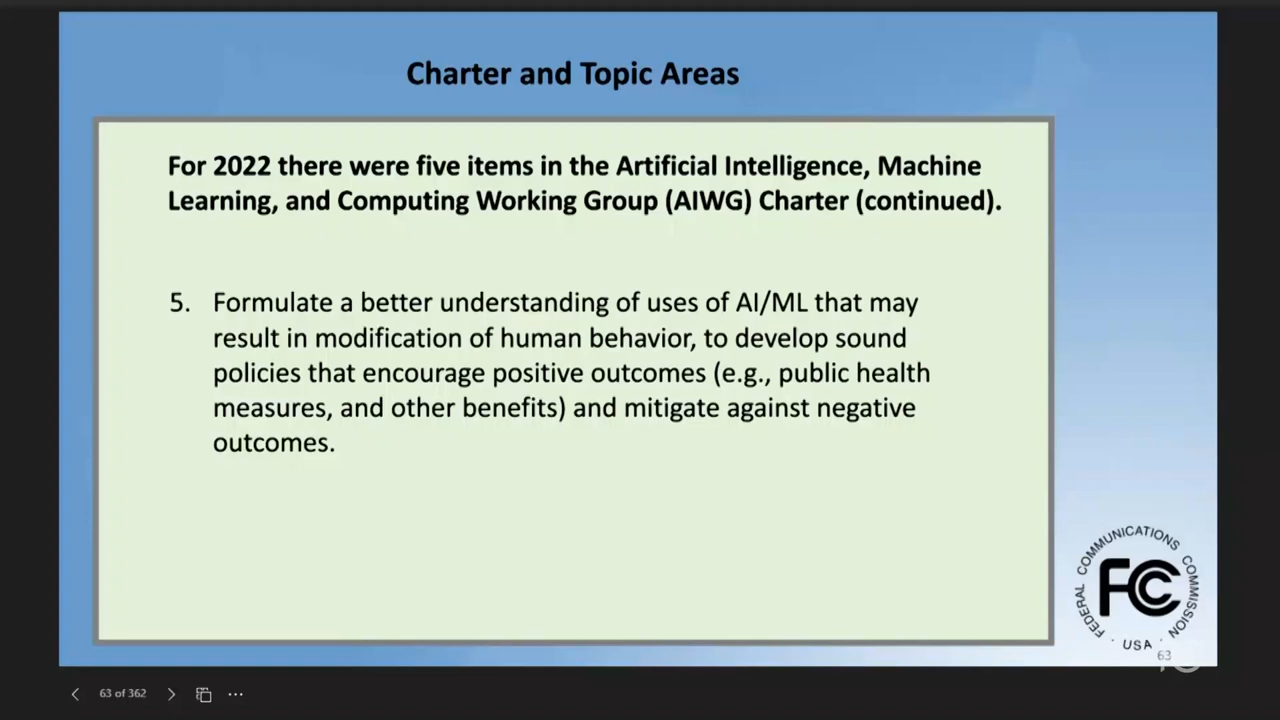 Charter and Topic Areas
For 2022 there were five items in the Artificial Intelligence, Machine
Learning, and Computing Working Group (AIWG) Charter (continued).
5. Formulate a better understanding of uses of AI/ML that may
result in modification of human behavior, to develop sound
policies that encourage positive outcomes (e.g., public health
measures, and other benefits) and mitigate against negative
outcomes.
FEDERAL COMMUNICATIONS COMMISSION
FCC
· USA ·
63
63 of 362